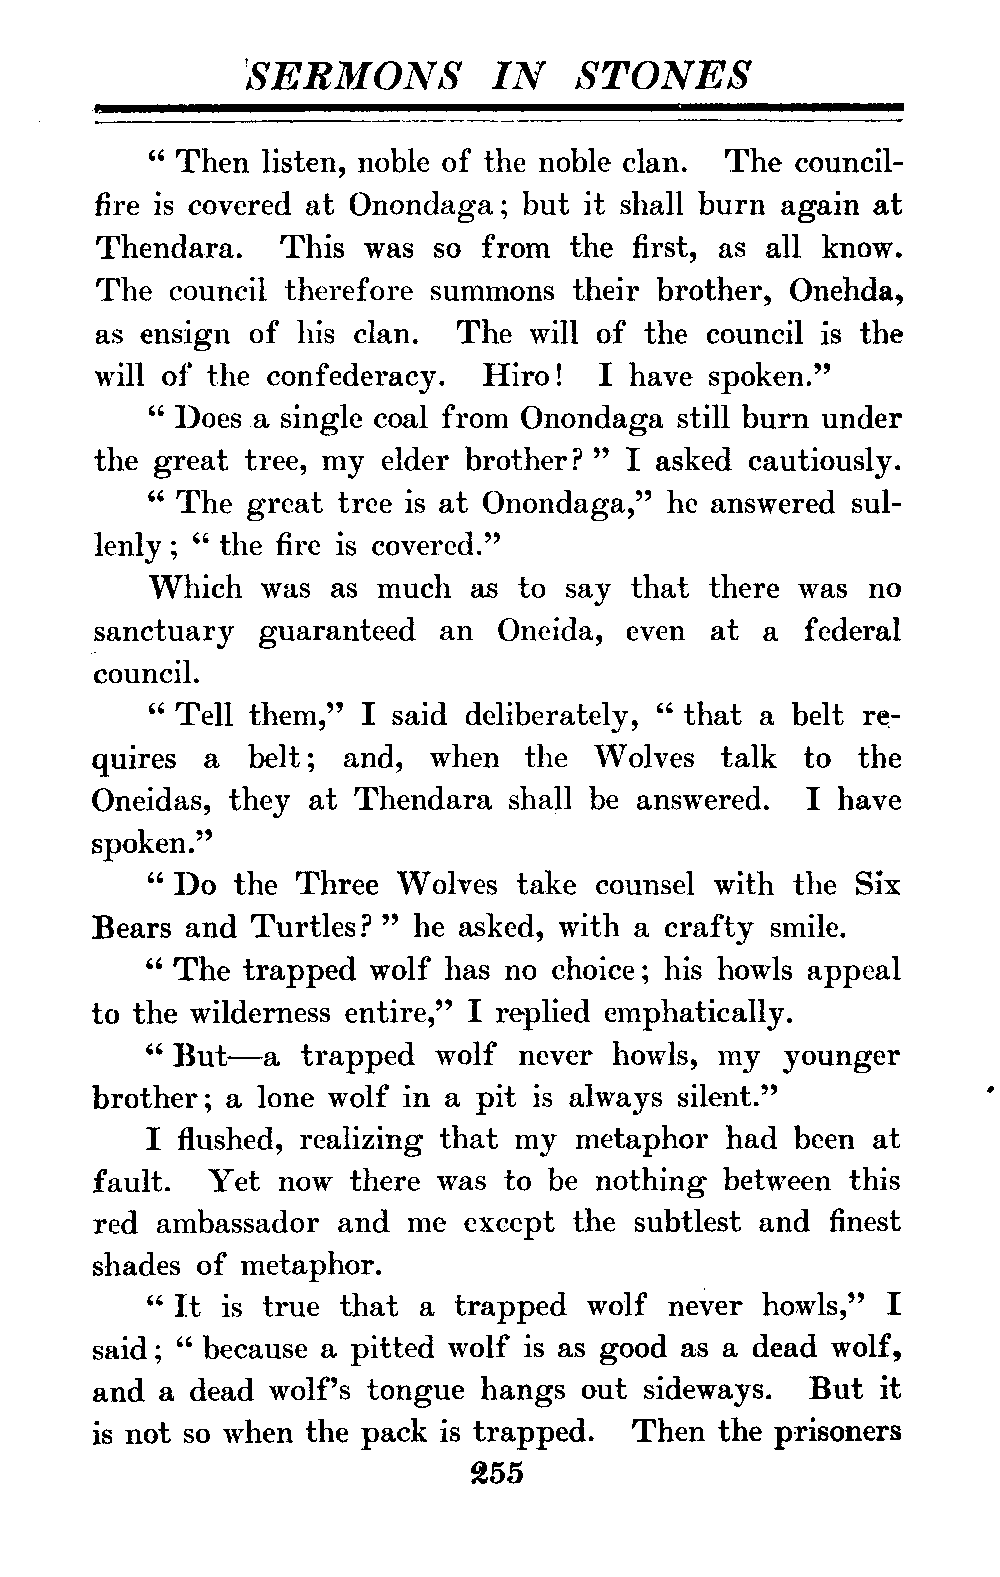 SERMONS IN STONES
“ Then listen, noble of the noble clan. The council-
fire is covered at Onondaga; but it shall burn again at
Thendara. This was so from the first, as all know.
The council therefore summons their brother, Onehda,
as ensign of his clan. The will of the council is the
will of the confederacy. Hiro! I have spoken.”
“ Does a single coal from Onondaga still burn under
the great tree, my elder brother? ” I asked cautiously.
“ The great tree is at Onondaga,” he answered sul-
lenly; “ the fire is covered.”
Which was as much as to say that there was no
sanctuary guaranteed an Oneida, even at a federal
council.
“ Tell them,” I said deliberately, “ that a belt re-
quires a belt; and, when the Wolves talk to the
Oneidas, they at Thendara shall be answered. I have
spoken.”
“ Do the Three Wolves take counsel with the Six
Bears and Turtles? ” he asked, with a crafty smile.
“ The trapped wolf has no choice; his howls appeal
to the wilderness entire,” I replied emphatically.
“ But—a trapped wolf never howls, my younger
brother; a lone wolf in a pit is always silent.”
I flushed, realizing that my metaphor had been at
fault. Yet now there was to be nothing between this
red ambassador and me except the subtlest and finest
shades of metaphor.
“ It is true that a trapped wolf never howls,” I
said; “ because a pitted wolf is as good as a dead wolf,
and a dead wolf’s tongue hangs out sideways. But it
is not so when the pack is trapped. Then the prisoners
255